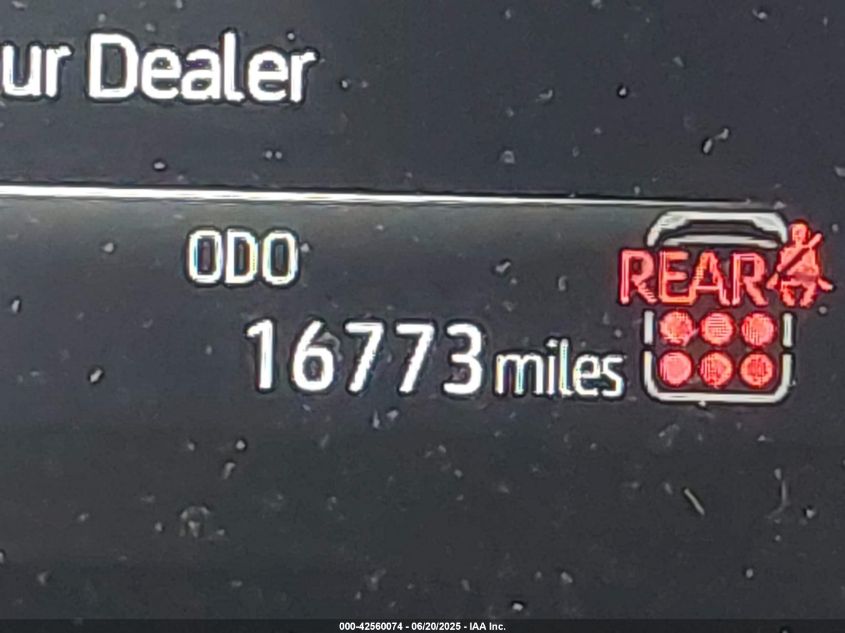 ur Dealer
ODO
REAR
16773 miles
000-42560074 - 06/20/2025 - IAA Inc.